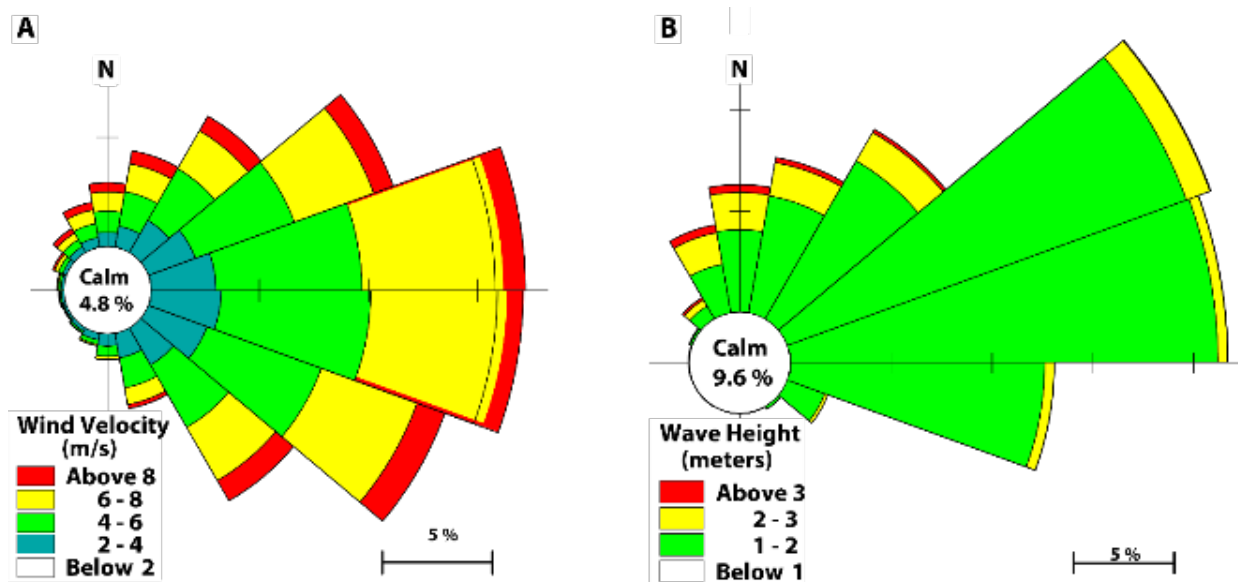 A
N
Calm
4.8 %
Wind Velocity
(m/s)
Above 8
6 - 8
4 - 6
2 - 4
Below 2
5 %
B
N
Calm
9.6 %
Wave Height
(meters)
Above 3
2 - 3
1 - 2
Below 1
5 %